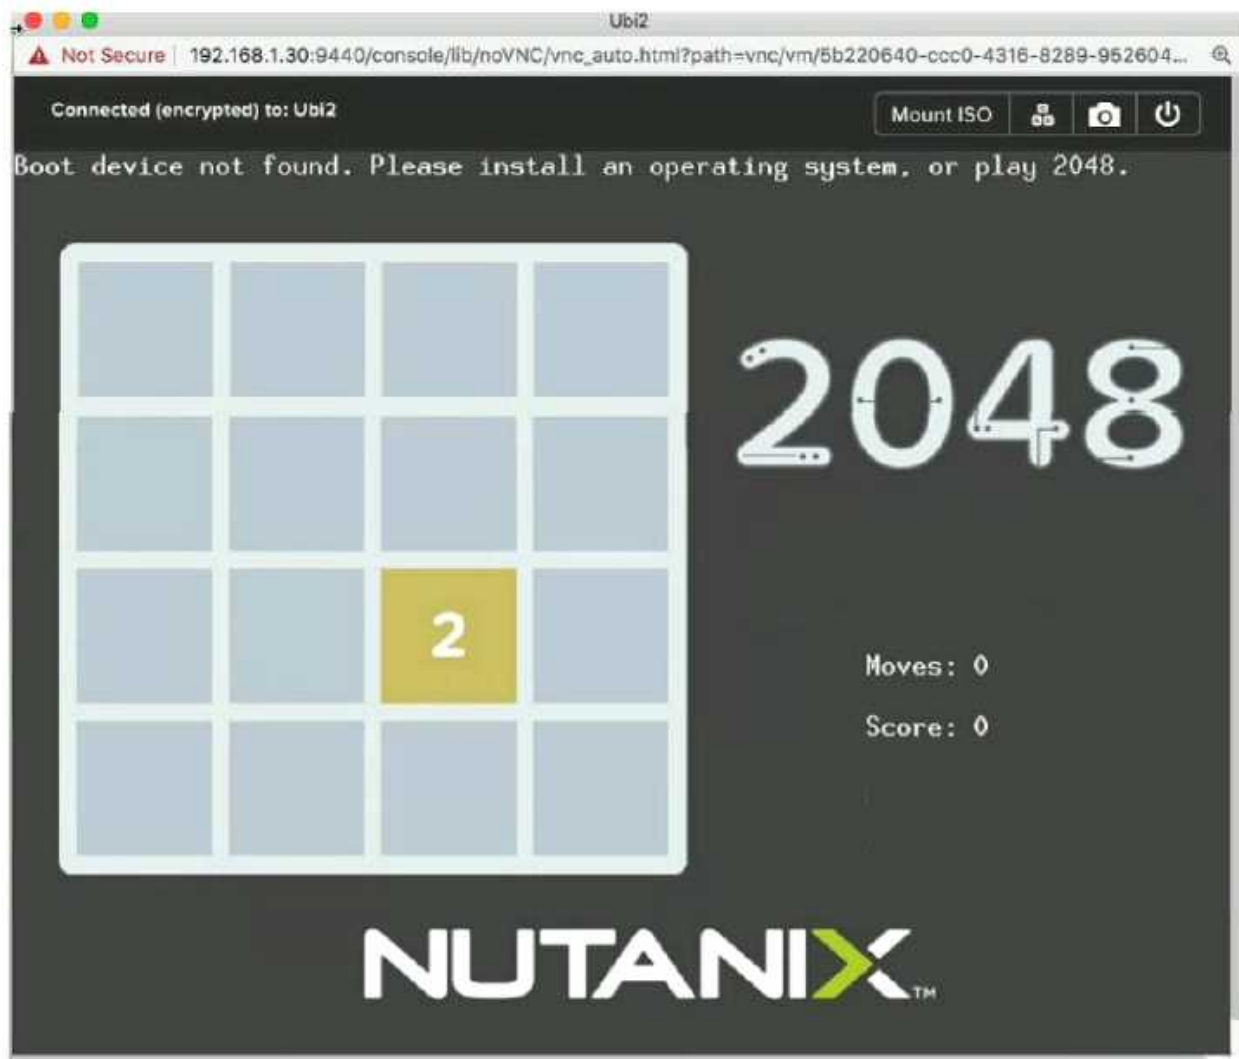 Ubi2
Not Secure 192.168.1.30:9440/console/lib/noVNC/vnc_auto.html?path=vnc/vm/5b220640-ccc0-4316-8289-952604...
Connected (encrypted) to: Ubi2
Mount ISO
Boot device not found. Please install an operating system, or play 2048.
2048
2
Moves: 0
Score: 0
NUTANIX™